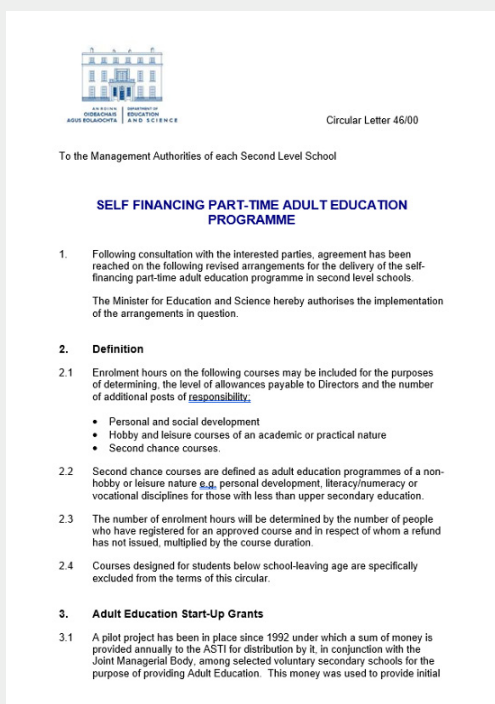 AN ROINN
OIDEACHAIS
AGUS EOLAÍOCHTA
DEPARTMENT OF
EDUCATION
AND SCIENCE
Circular Letter 46/00
To the Management Authorities of each Second Level School
SELF FINANCING PART-TIME ADULT EDUCATION
PROGRAMME
1. Following consultation with the interested parties, agreement has been
reached on the following revised arrangements for the delivery of the self-
financing part-time adult education programme in second level schools.
The Minister for Education and Science hereby authorises the implementation
of the arrangements in question.
2. Definition
2.1 Enrolment hours on the following courses may be included for the purposes
of determining, the level of allowances payable to Directors and the number
of additional posts of responsibility;
• Personal and social development
• Hobby and leisure courses of an academic or practical nature
• Second chance courses.
2.2 Second chance courses are defined as adult education programmes of a non-
hobby or leisure nature e.g. personal development, literacy/numeracy or
vocational disciplines for those with less than upper secondary education.
2.3 The number of enrolment hours will be determined by the number of people
who have registered for an approved course and in respect of whom a refund
has not issued, multiplied by the course duration.
2.4 Courses designed for students below school-leaving age are specifically
excluded from the terms of this circular.
3. Adult Education Start-Up Grants
3.1 A pilot project has been in place since 1992 under which a sum of money is
provided annually to the ASTI for distribution by it, in conjunction with the
Joint Managerial Body, among selected voluntary secondary schools for the
purpose of providing Adult Education. This money was used to provide initial